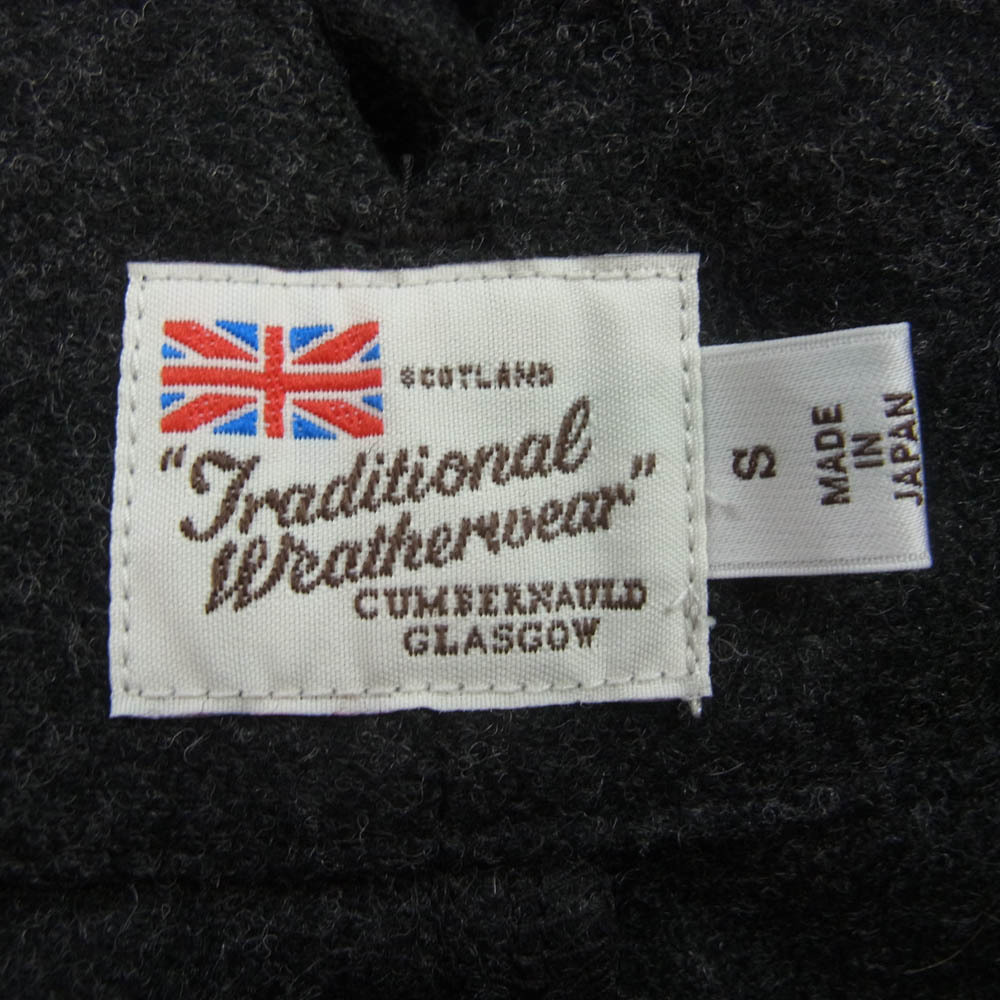 SCOTLAND
"Traditional
Weatherwear"
CUMBERNAULD
GLASGOW
S
MADE
IN
JAPAN